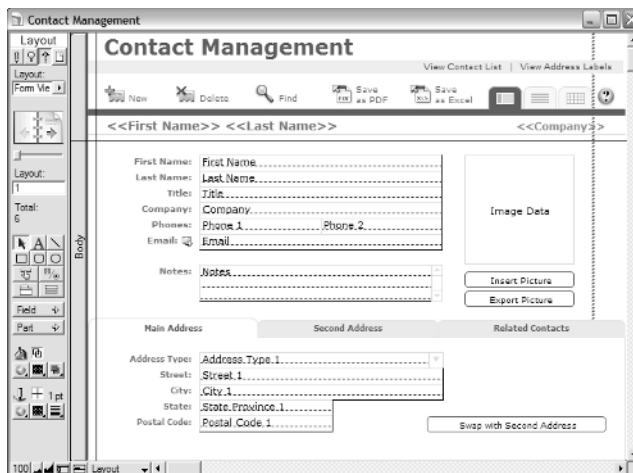 Contact Management
Layout
Contact Management
View Contact List | View Address Labels
Layout:
Form Vie
New
Delete
Find
Save as PDF
Save as Excel
<<First Name>> <<Last Name>>
<<Company>>
Layout:
1
Total:
6
First Name: First Name
Last Name: Last Name
Title: Title
Company: Company
Phones: Phone 1 Phone 2
Email: Email
Image Data
Notes: Notes
Insert Picture
Export Picture
Body
Field
Part
Main Address
Second Address
Related Contacts
Address Type: Address Type 1
Street: Street 1
City: City 1
State: State Province 1
Postal Code: Postal Code 1
Swap with Second Address
1 pt
100
Layout